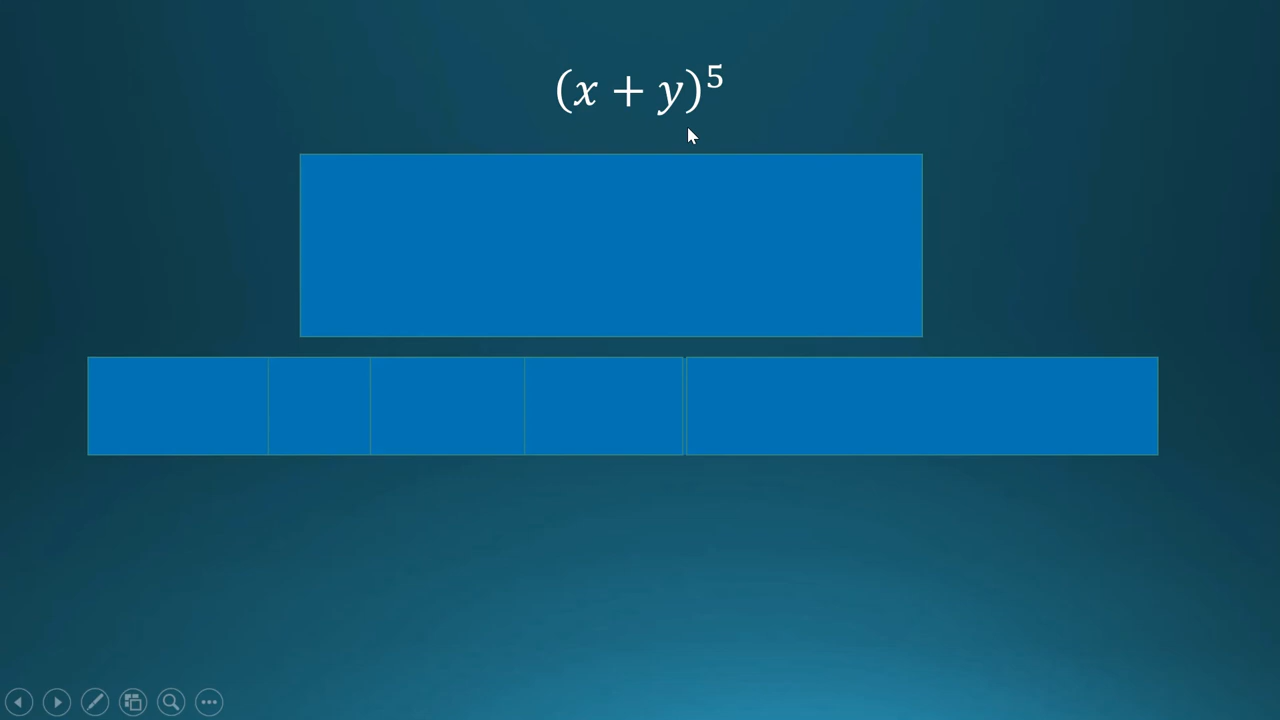 (x + y)⁵